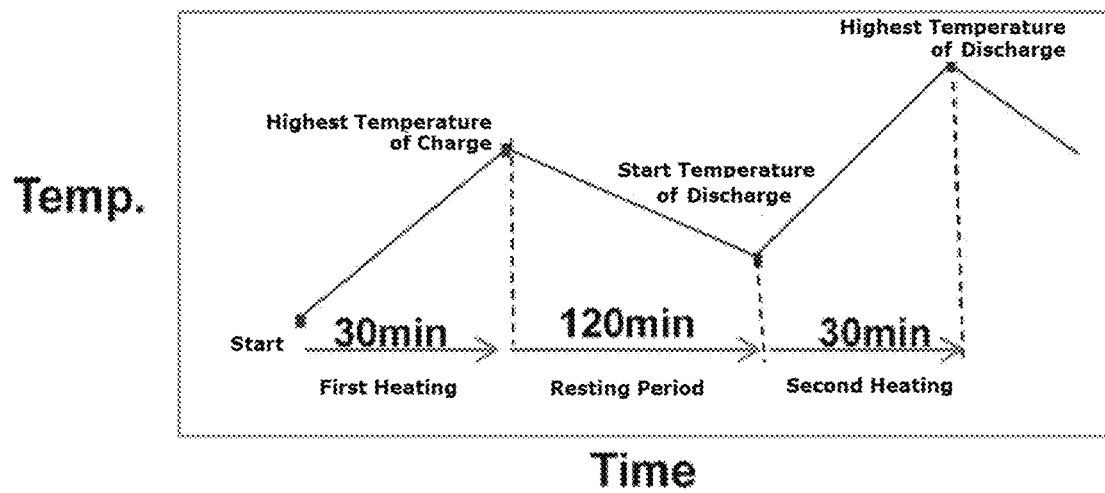 Highest Temperature
of Discharge
Highest Temperature
of Charge
Start Temperature
of Discharge
Temp.
Start
30min
120min
30min
First Heating
Resting Period
Second Heating
Time